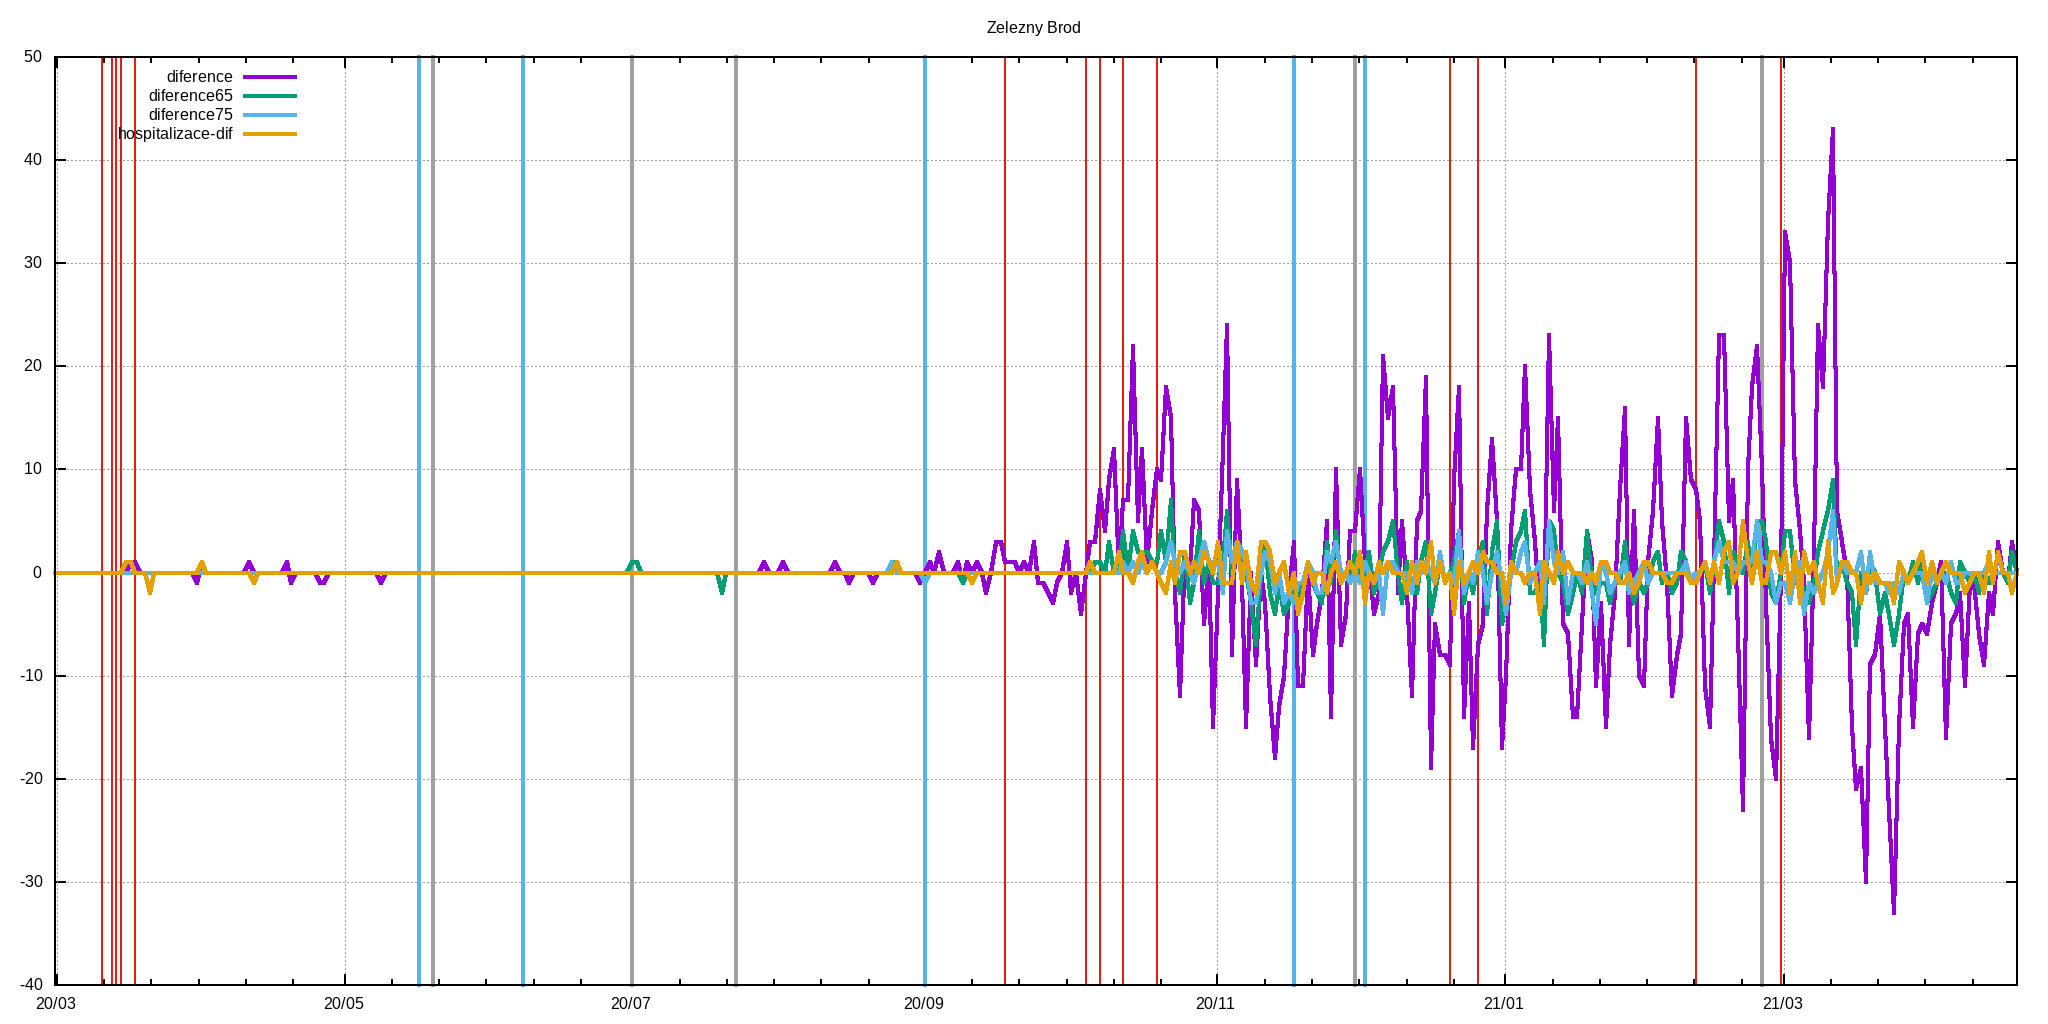 Zelezny Brod
diference
diference65
diference75
hospitalizace-dif
50
40
30
20
10
0
-10
-20
-30
-40
20/03 20/05 20/07 20/09 20/11 21/01 21/03